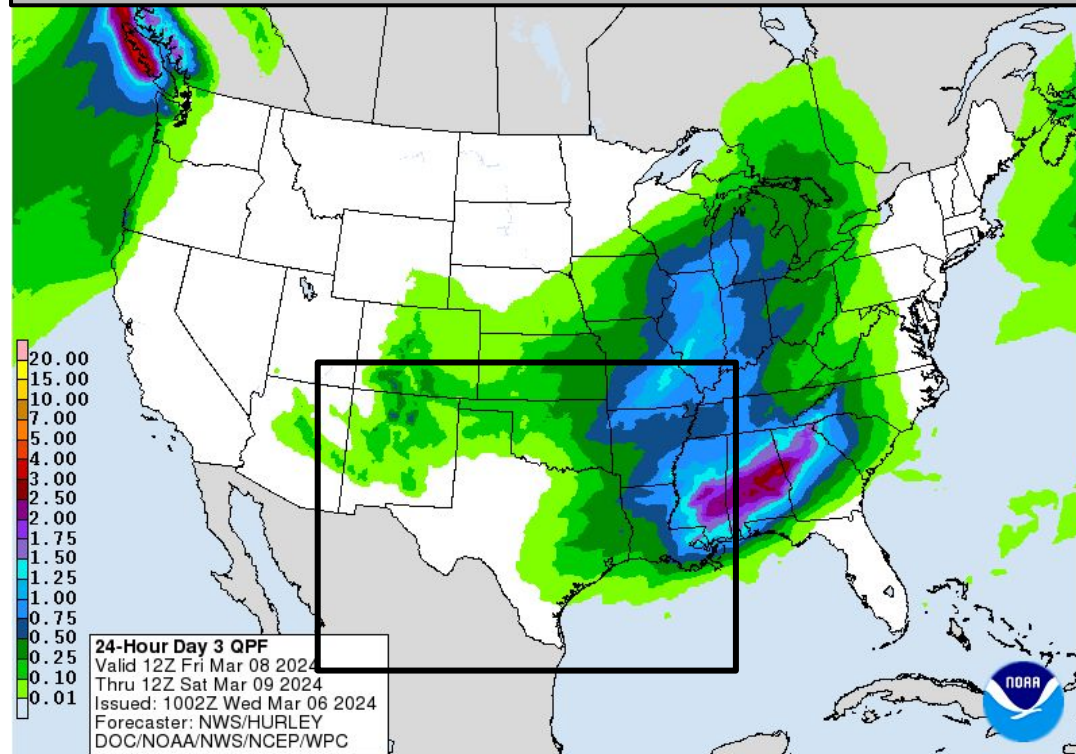 20.00
15.00
10.00
7.00
5.00
4.00
3.00
2.50
2.00
1.75
1.50
1.25
1.00
0.75
0.50
0.25
0.10
0.01
24-Hour Day 3 QPF
Valid 12Z Fri Mar 08 2024
Thru 12Z Sat Mar 09 2024
Issued: 1002Z Wed Mar 06 2024
Forecaster: NWS/HURLEY
DOC/NOAA/NWS/NCEP/WPC
NOAA